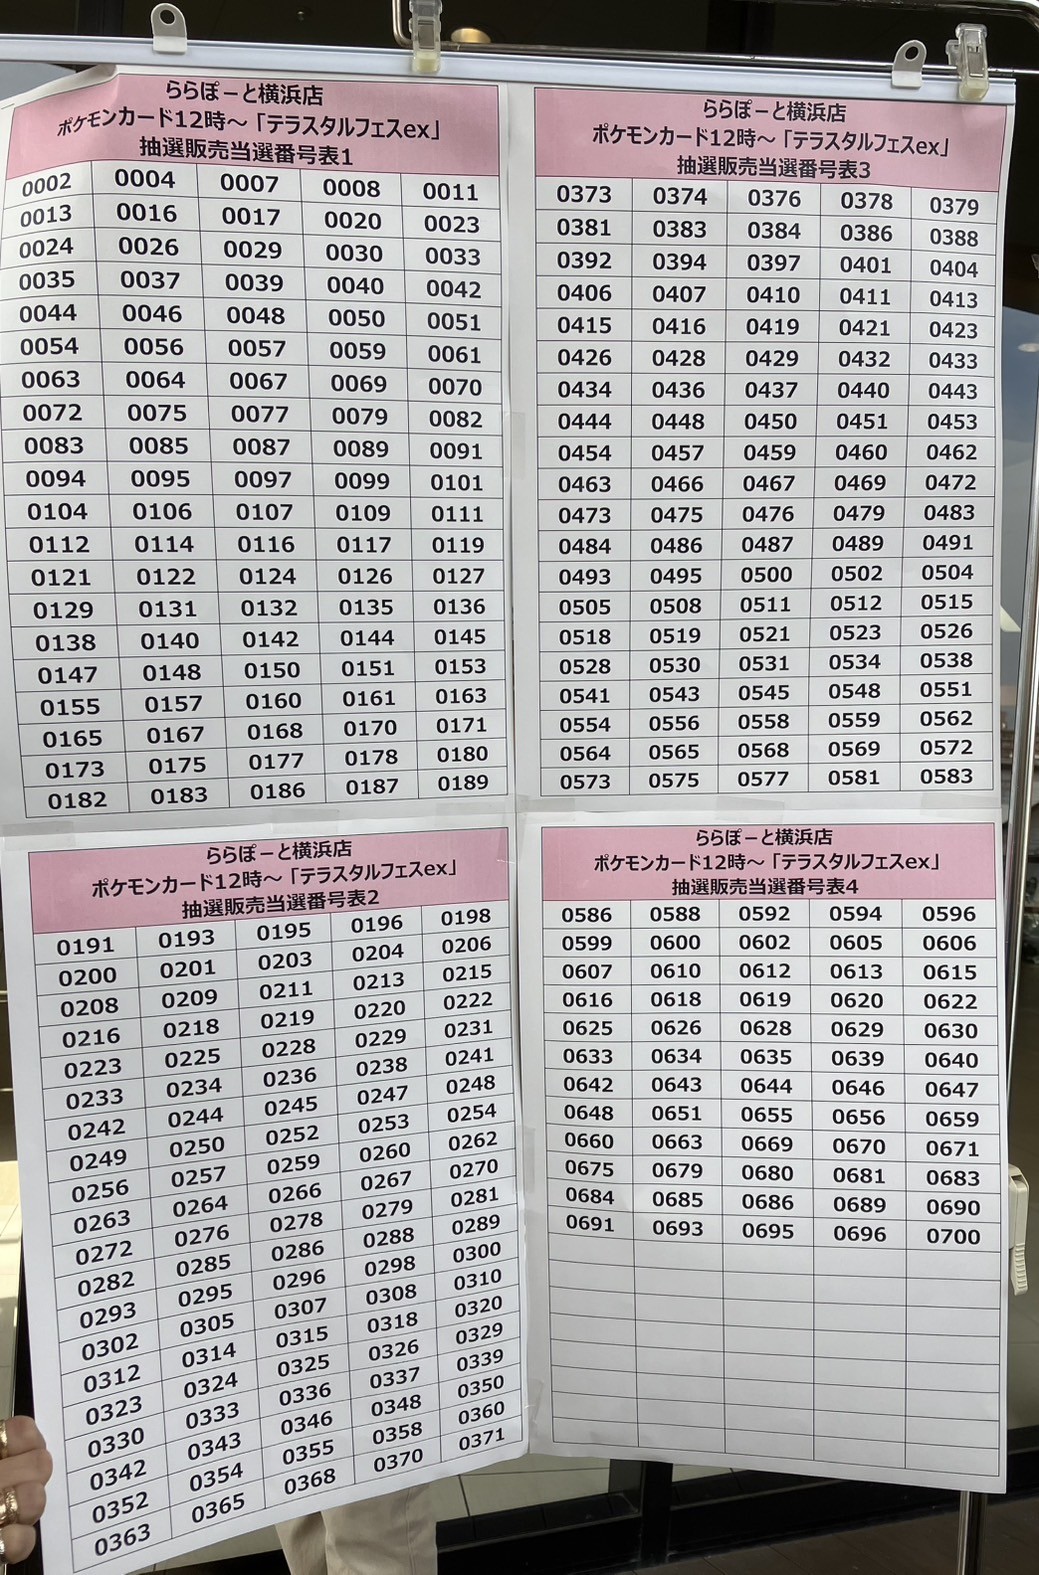 ららぽーと横浜店
ポケモンカード12時～「テラスタルフェスex」
抽選販売当選番号表1
0002 0004 0007 0008 0011
0013 0016 0017 0020 0023
0024 0026 0029 0030 0033
0035 0037 0039 0040 0042
0044 0046 0048 0050 0051
0054 0056 0057 0059 0061
0063 0064 0067 0069 0070
0072 0075 0077 0079 0082
0083 0085 0087 0089 0091
0094 0095 0097 0099 0101
0104 0106 0107 0109 0111
0112 0114 0116 0117 0119
0121 0122 0124 0126 0127
0129 0131 0132 0135 0136
0138 0140 0142 0144 0145
0147 0148 0150 0151 0153
0155 0157 0160 0161 0163
0165 0167 0168 0170 0171
0173 0175 0177 0178 0180
0182 0183 0186 0187 0189
ららぽーと横浜店
ポケモンカード12時～「テラスタルフェスex」
抽選販売当選番号表2
0191 0193 0195 0196 0198
0200 0201 0203 0204 0206
0208 0209 0211 0213 0215
0216 0218 0219 0220 0222
0223 0225 0228 0229 0231
0233 0234 0236 0238 0241
0242 0244 0245 0247 0248
0249 0250 0252 0253 0254
0256 0257 0259 0260 0262
0263 0264 0266 0267 0270
0272 0276 0278 0279 0281
0282 0285 0286 0288 0289
0293 0295 0296 0298 0300
0302 0305 0307 0308 0310
0312 0314 0315 0318 0320
0323 0324 0325 0326 0329
0330 0333 0336 0337 0339
0342 0343 0346 0348 0350
0352 0354 0355 0358 0360
0363 0365 0368 0370 0371
ららぽーと横浜店
ポケモンカード12時～「テラスタルフェスex」
抽選販売当選番号表3
0373 0374 0376 0378 0379
0381 0383 0384 0386 0388
0392 0394 0397 0401 0404
0406 0407 0410 0411 0413
0415 0416 0419 0421 0423
0426 0428 0429 0432 0433
0434 0436 0437 0440 0443
0444 0448 0450 0451 0453
0454 0457 0459 0460 0462
0463 0466 0467 0469 0472
0473 0475 0476 0479 0483
0484 0486 0487 0489 0491
0493 0495 0500 0502 0504
0505 0508 0511 0512 0515
0518 0519 0521 0523 0526
0528 0530 0531 0534 0538
0541 0543 0545 0548 0551
0554 0556 0558 0559 0562
0564 0565 0568 0569 0572
0573 0575 0577 0581 0583
ららぽーと横浜店
ポケモンカード12時～「テラスタルフェスex」
抽選販売当選番号表4
0586 0588 0592 0594 0596
0599 0600 0602 0605 0606
0607 0610 0612 0613 0615
0616 0618 0619 0620 0622
0625 0626 0628 0629 0630
0633 0634 0635 0639 0640
0642 0643 0644 0646 0647
0648 0651 0655 0656 0659
0660 0663 0669 0670 0671
0675 0679 0680 0681 0683
0684 0685 0686 0689 0690
0691 0693 0695 0696 0700